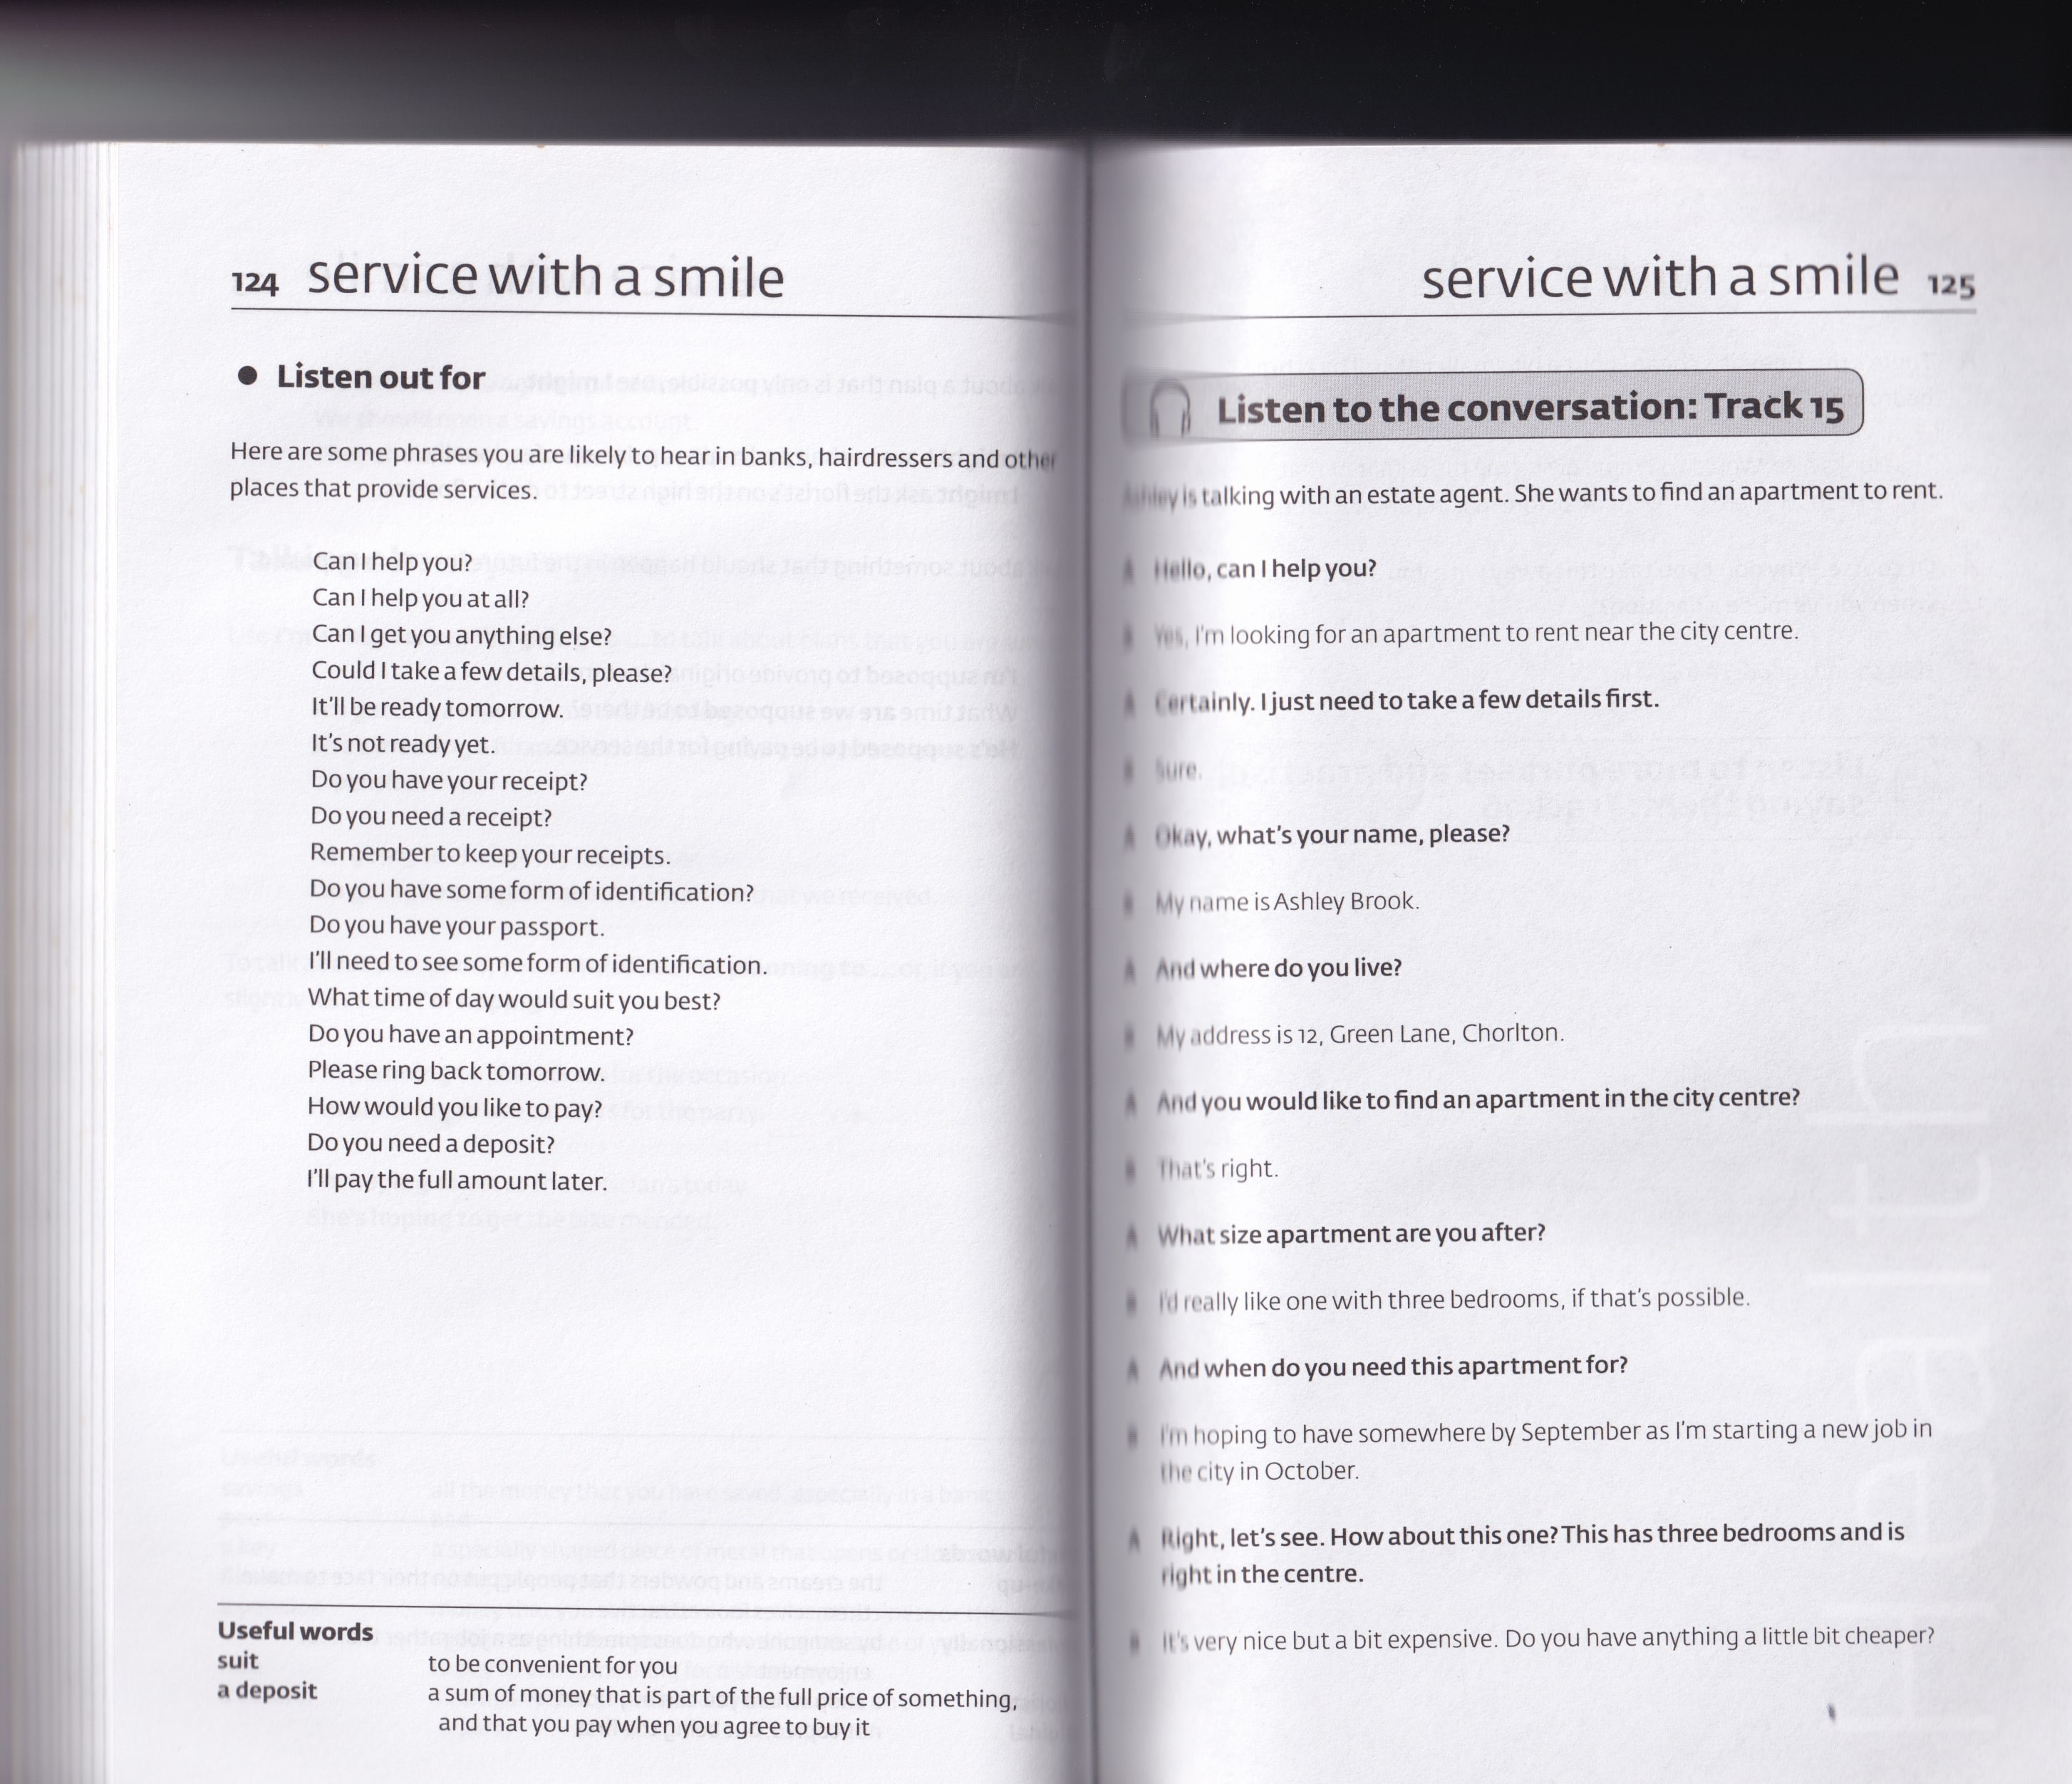 124 service with a smile
● Listen out for
Here are some phrases you are likely to hear in banks, hairdressers and other
places that provide services.
Can I help you?
Can I help you at all?
Can I get you anything else?
Could I take a few details, please?
It'll be ready tomorrow.
It's not ready yet.
Do you have your receipt?
Do you need a receipt?
Remember to keep your receipts.
Do you have some form of identification?
Do you have your passport.
I'll need to see some form of identification.
What time of day would suit you best?
Do you have an appointment?
Please ring back tomorrow.
How would you like to pay?
Do you need a deposit?
I'll pay the full amount later.
Useful words
suit to be convenient for you
a deposit a sum of money that is part of the full price of something,
and that you pay when you agree to buy it
service with a smile 125
Listen to the conversation: Track 15
Ashley is talking with an estate agent. She wants to find an apartment to rent.
A Hello, can I help you?
B Yes, I'm looking for an apartment to rent near the city centre.
A Certainly. I just need to take a few details first.
B Sure.
A Okay, what's your name, please?
B My name is Ashley Brook.
A And where do you live?
B My address is 12, Green Lane, Chorlton.
A And you would like to find an apartment in the city centre?
B That's right.
A What size apartment are you after?
B I'd really like one with three bedrooms, if that's possible.
A And when do you need this apartment for?
B I'm hoping to have somewhere by September as I'm starting a new job in
the city in October.
A Right, let's see. How about this one? This has three bedrooms and is
right in the centre.
B It's very nice but a bit expensive. Do you have anything a little bit cheaper?